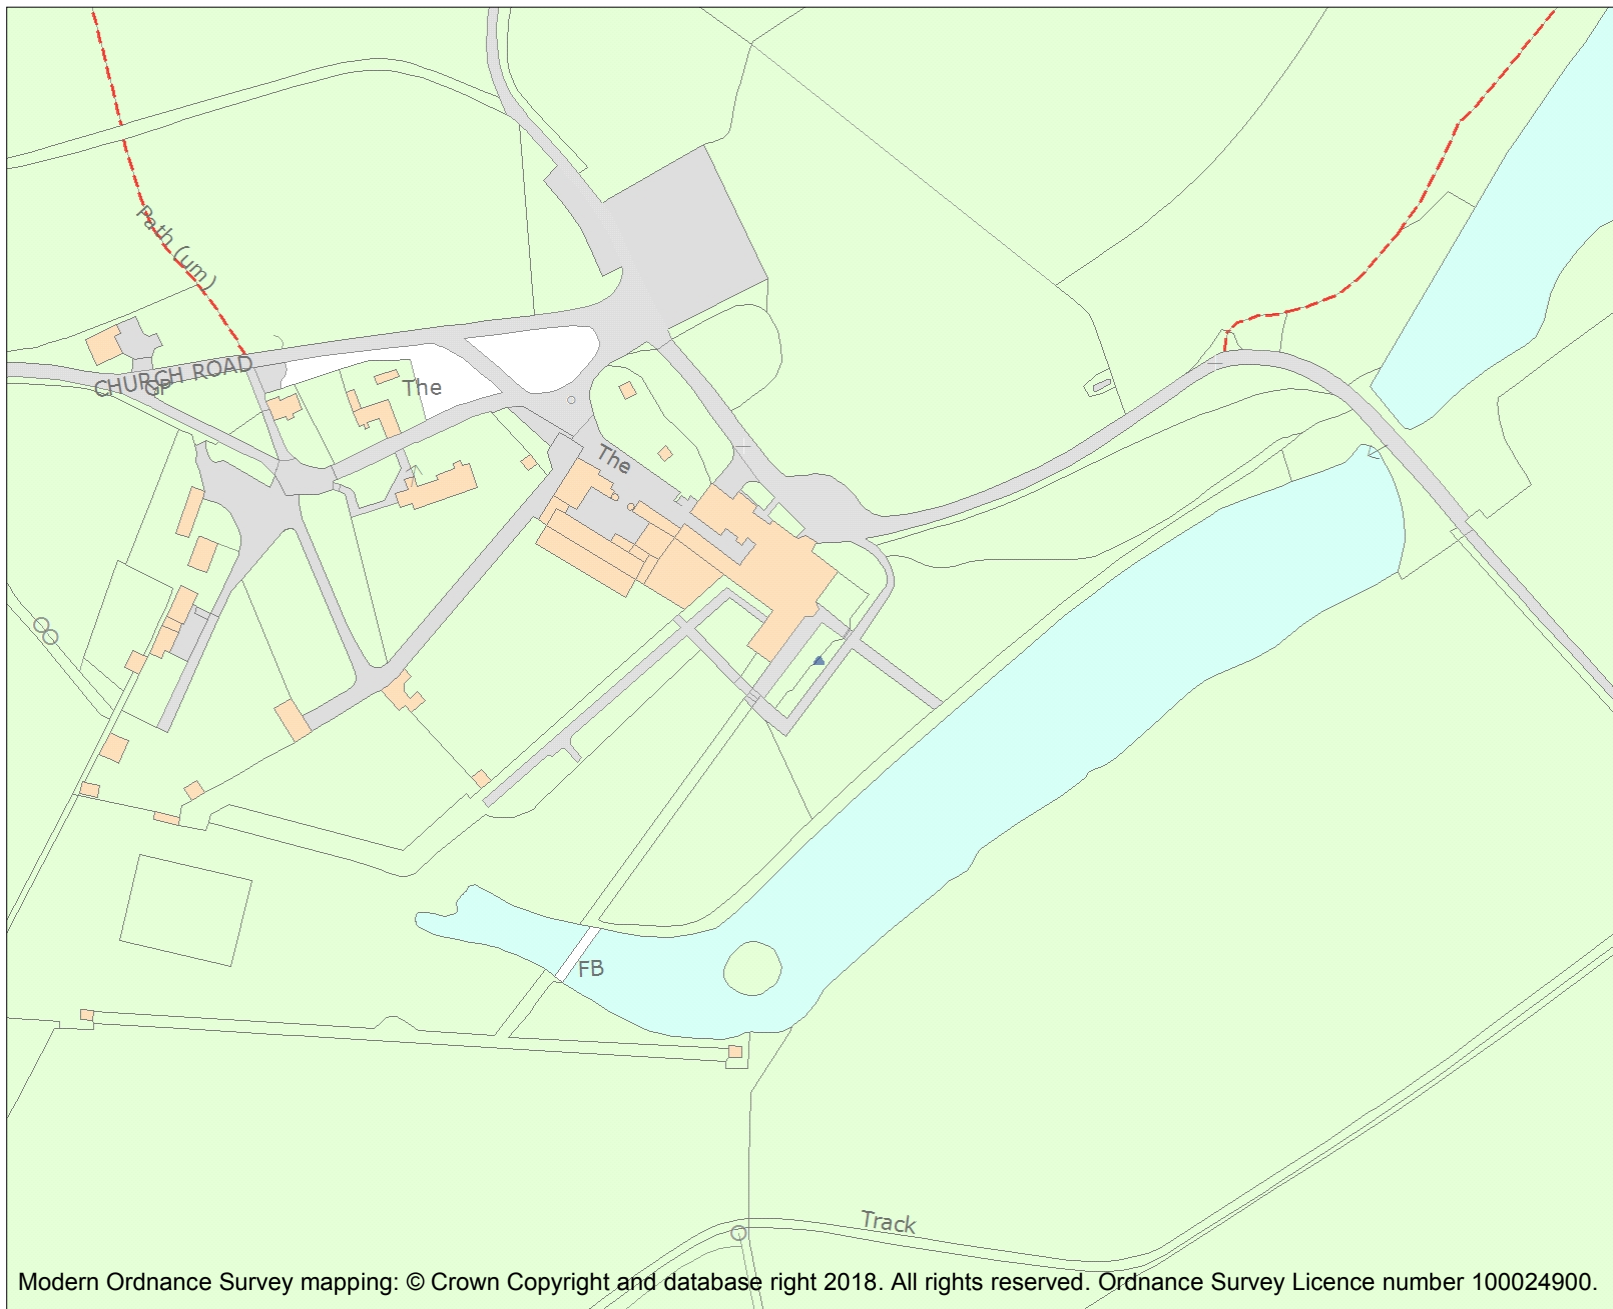 Path (um)
CHURCH ROAD
GP
The
The
FB
Track
Modern Ordnance Survey mapping: © Crown Copyright and database right 2018. All rights reserved. Ordnance Survey Licence number 100024900.